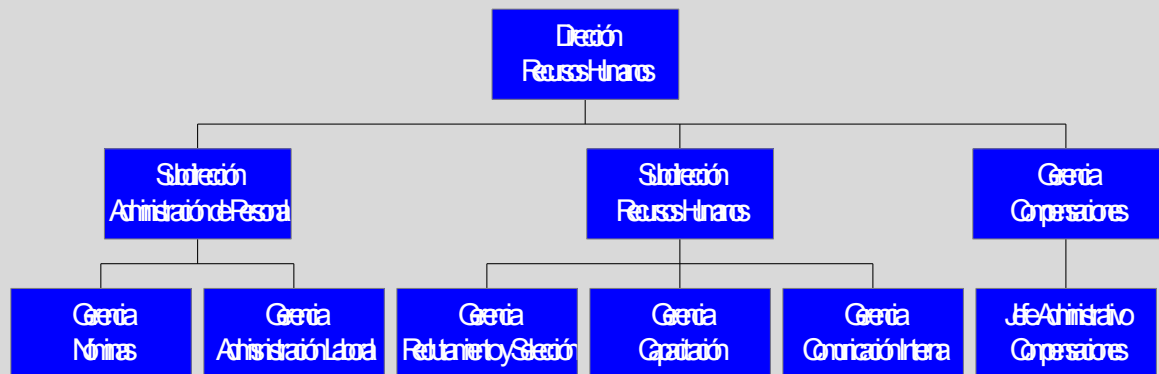 Dirección
Recursos Humanos
Subdirección
Administración de Personal
Subdirección
Recursos Humanos
Gerencia
Compensaciones
Gerencia
Nóminas
Gerencia
Administración Laboral
Gerencia
Reclutamiento y Selección
Gerencia
Capacitación
Gerencia
Comunicación Interna
Jefe Administrativo
Compensaciones